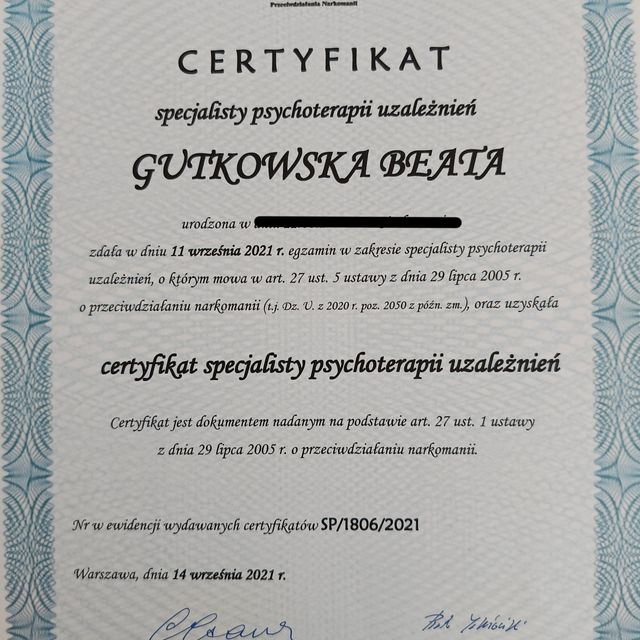 Przeciwdziałania Narkomanii
CERTYFIKAT
specjalisty psychoterapii uzależnień
GUTKOWSKA BEATA
urodzona w
zdała w dniu 11 września 2021 r. egzamin w zakresie specjalisty psychoterapii
uzależnień, o którym mowa w art. 27 ust. 5 ustawy z dnia 29 lipca 2005 r.
o przeciwdziałaniu narkomanii (t.j. Dz. U. z 2020 r. poz. 2050 z późn. zm.), oraz uzyskała
certyfikat specjalisty psychoterapii uzależnień
Certyfikat jest dokumentem nadanym na podstawie art. 27 ust. 1 ustawy
z dnia 29 lipca 2005 r. o przeciwdziałaniu narkomanii.
Nr w ewidencji wydawanych certyfikatów SP/1806/2021
Warszawa, dnia 14 września 2021 r.